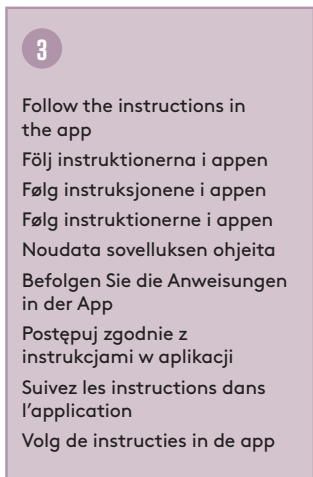 3
Follow the instructions in
the app
Följ instruktionerna i appen
Følg instruksjonene i appen
Følg instruktionerne i appen
Noudata sovelluksen ohjeita
Befolgen Sie die Anweisungen
in der App
Postępuj zgodnie z
instrukcjami w aplikacji
Suivez les instructions dans
l’application
Volg de instructies in de app